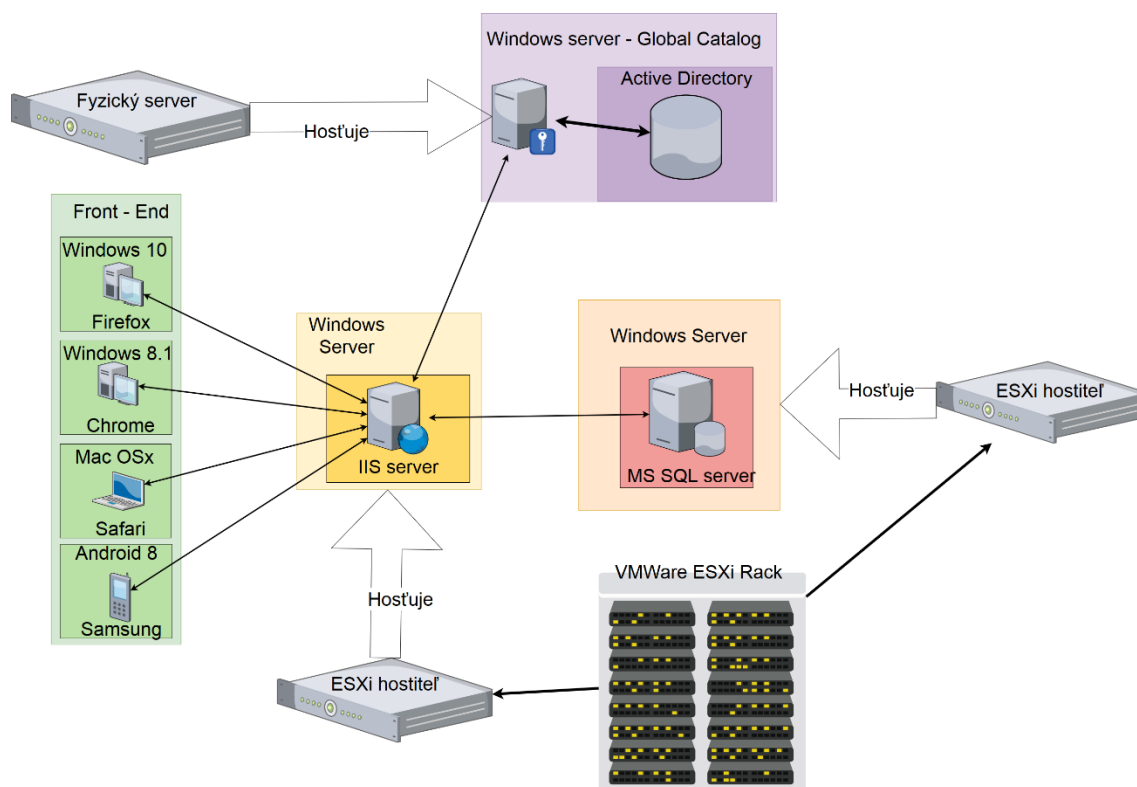 Windows server - Global Catalog
Active Directory
Fyzický server
Hosťuje
Front - End
Windows 10
Firefox
Windows 8.1
Chrome
Mac OSx
Safari
Android 8
Samsung
Windows
Server
IIS server
Windows Server
MS SQL server
Hosťuje
ESXi hostiteľ
Hosťuje
ESXi hostiteľ
VMWare ESXi Rack